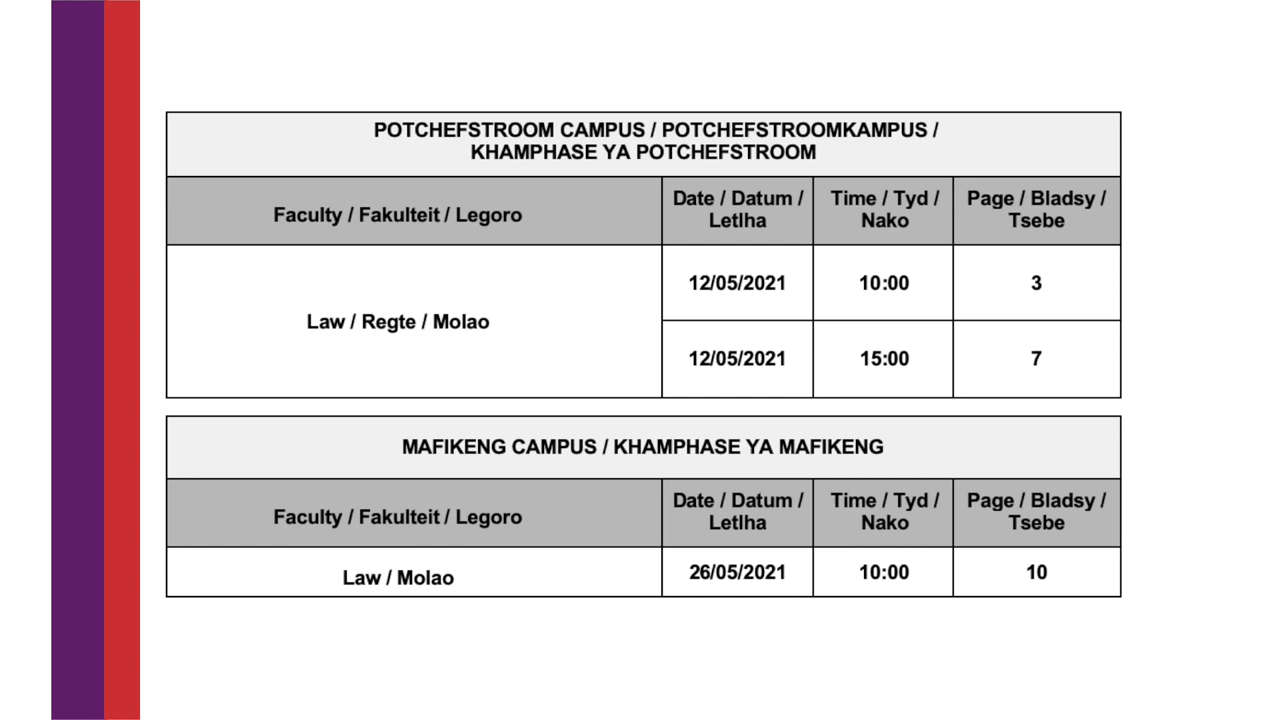 POTCHEFSTROOM CAMPUS / POTCHEFSTROOMKAMPUS /
KHAMPHASE YA POTCHEFSTROOM
Faculty / Fakulteit / Legoro
Date / Datum /
Letlha
Time / Tyd /
Nako
Page / Bladsy /
Tsebe
Law / Regte / Molao
12/05/2021
10:00
3
12/05/2021
15:00
7
MAFIKENG CAMPUS / KHAMPHASE YA MAFIKENG
Faculty / Fakulteit / Legoro
Date / Datum /
Letlha
Time / Tyd /
Nako
Page / Bladsy /
Tsebe
Law / Molao
26/05/2021
10:00
10